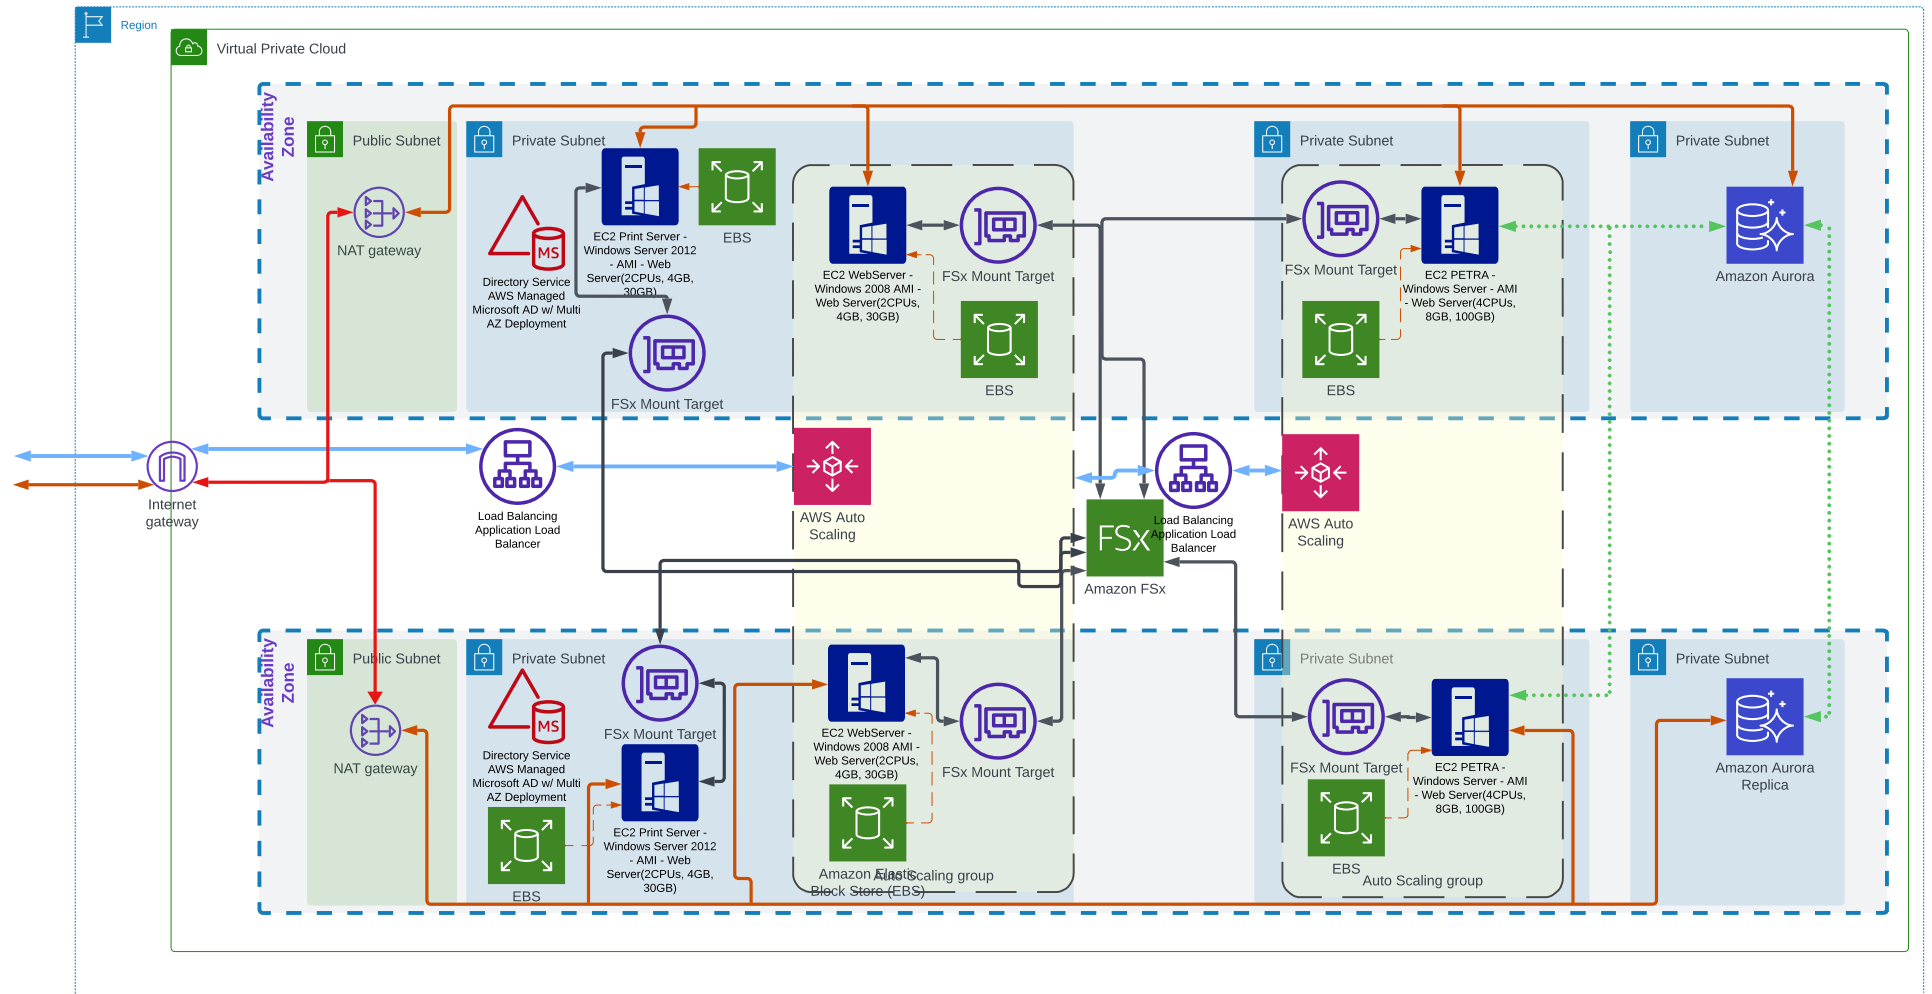 Region
Virtual Private Cloud
Availability
Zone
Public Subnet
NAT gateway
Private Subnet
MS
Directory Service
AWS Managed
Microsoft AD w/ Multi
AZ Deployment
EC2 Print Server -
Windows Server 2012
- AMI - Web
Server(2CPUs, 4GB,
30GB)
EBS
FSx Mount Target
EC2 WebServer -
Windows 2008 AMI -
Web Server(2CPUs,
4GB, 30GB)
FSx Mount Target
EBS
Private Subnet
FSx Mount Target
EC2 PETRA -
Windows Server - AMI
- Web Server(4CPUs,
8GB, 100GB)
EBS
Private Subnet
Amazon Aurora
Internet
gateway
Load Balancing
Application Load
Balancer
AWS Auto
Scaling
FSx
Amazon FSx
Load Balancing
Application Load
Balancer
AWS Auto
Scaling
Availability
Zone
Public Subnet
NAT gateway
Private Subnet
MS
Directory Service
AWS Managed
Microsoft AD w/ Multi
AZ Deployment
EBS
FSx Mount Target
EC2 Print Server -
Windows Server 2012
- AMI - Web
Server(2CPUs, 4GB,
30GB)
EC2 WebServer -
Windows 2008 AMI -
Web Server(2CPUs,
4GB, 30GB)
FSx Mount Target
Amazon Elastic
Block Store (EBS)
Auto Scaling group
Private Subnet
FSx Mount Target
EC2 PETRA -
Windows Server - AMI
- Web Server(4CPUs,
8GB, 100GB)
EBS
Auto Scaling group
Private Subnet
Amazon Aurora
Replica